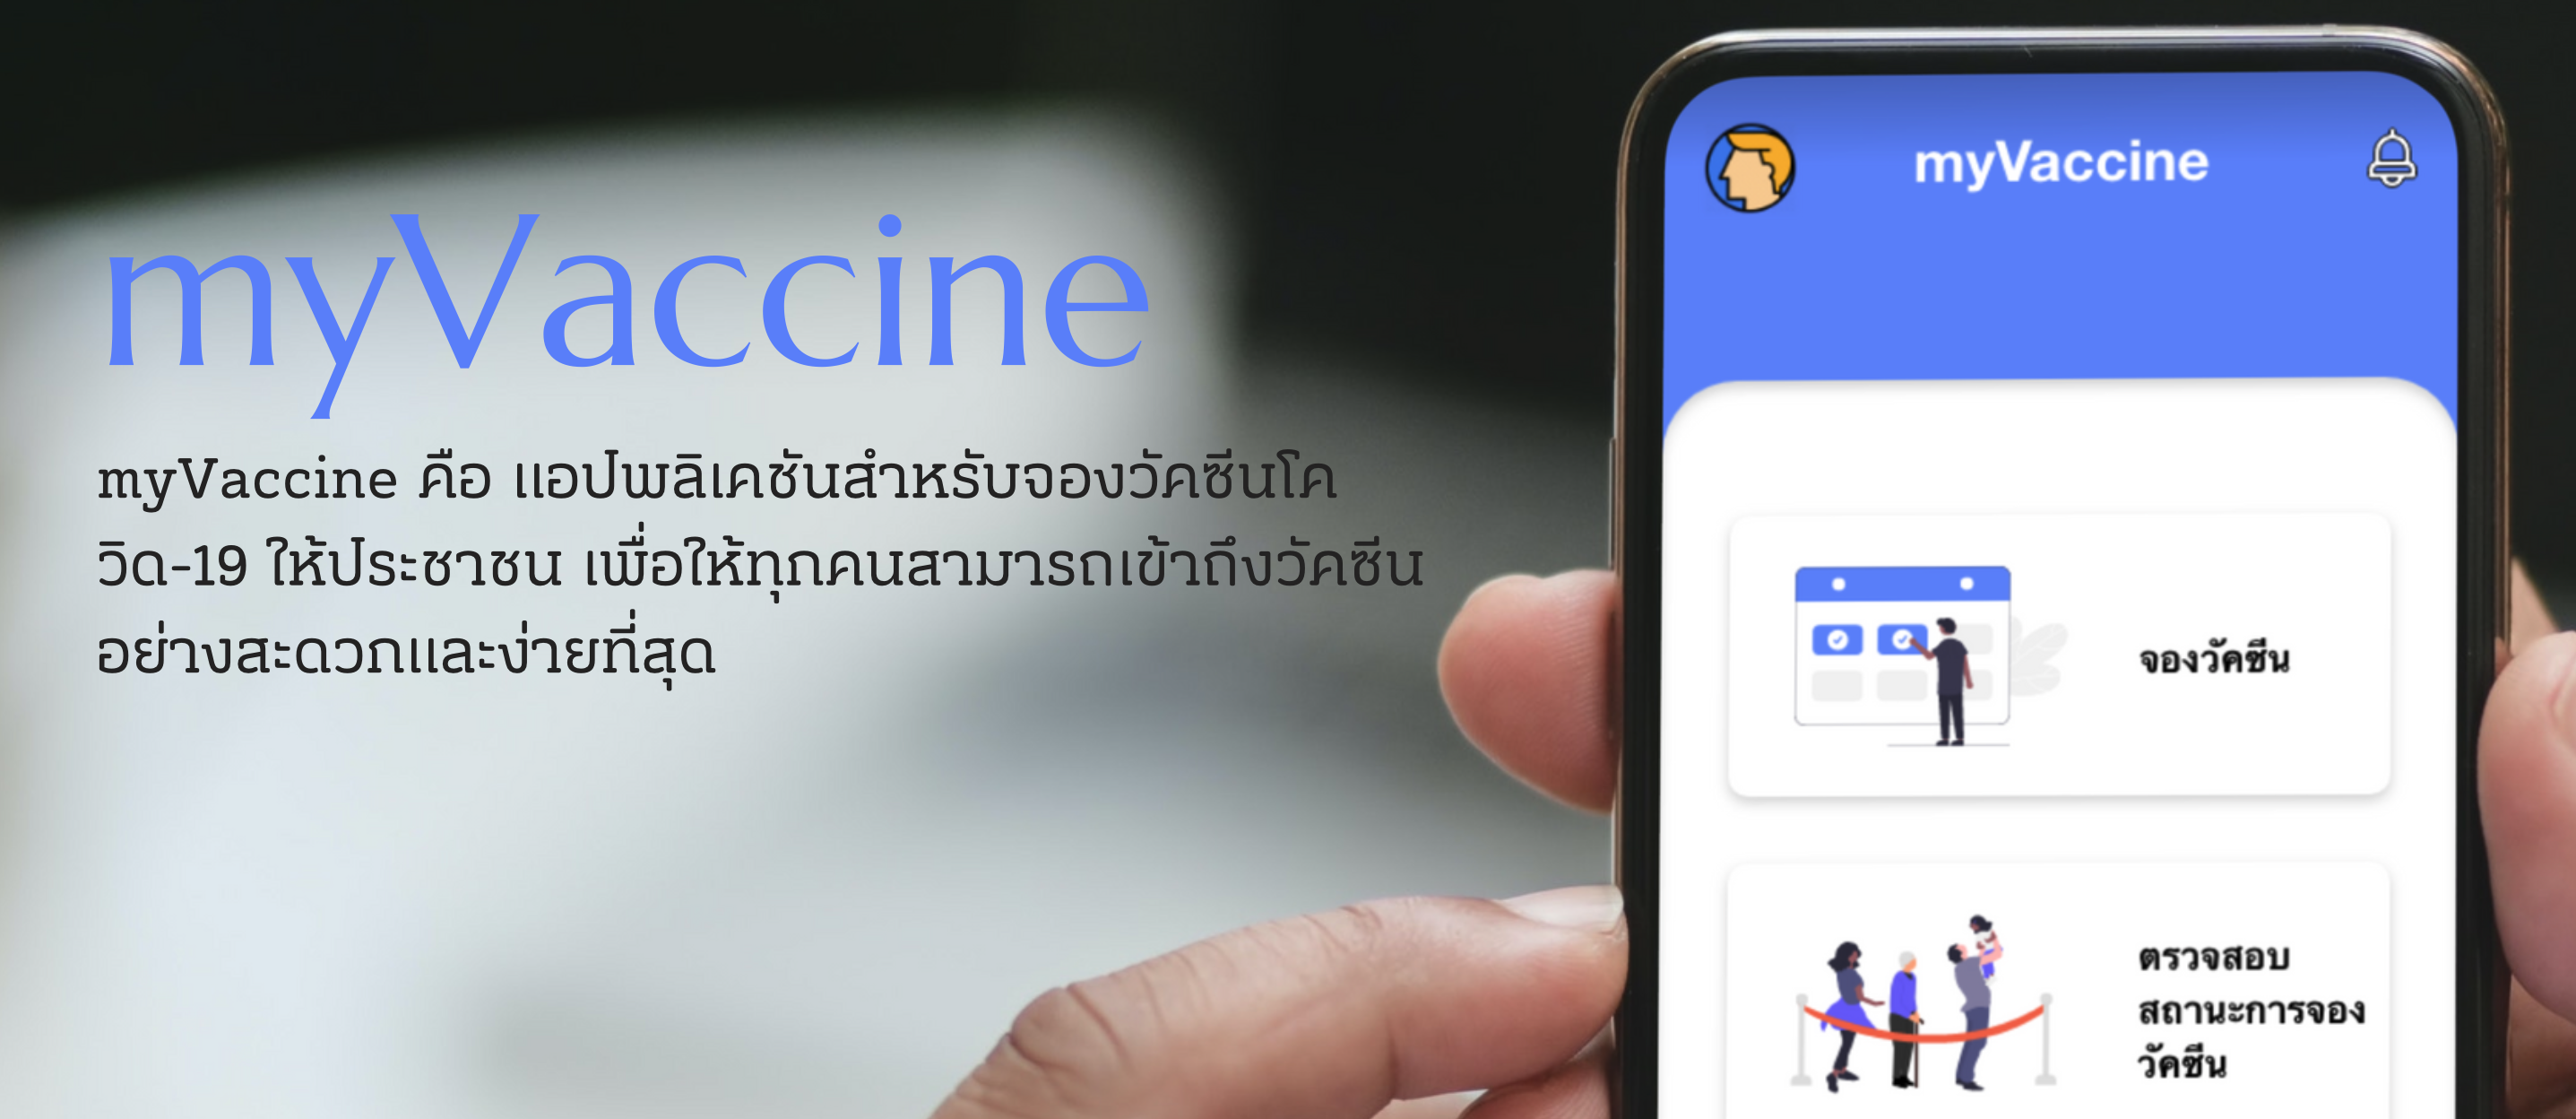 myVaccine
myVaccine คือ แอปพลิเคชันสำหรับจองวัคซีนโค
วิด-19 ให้ประชาชน เพื่อให้ทุกคนสามารถเข้าถึงวัคซีน
อย่างสะดวกและง่ายที่สุด
myVaccine
จองวัคซีน
ตรวจสอบ
สถานะการจอง
วัคซีน